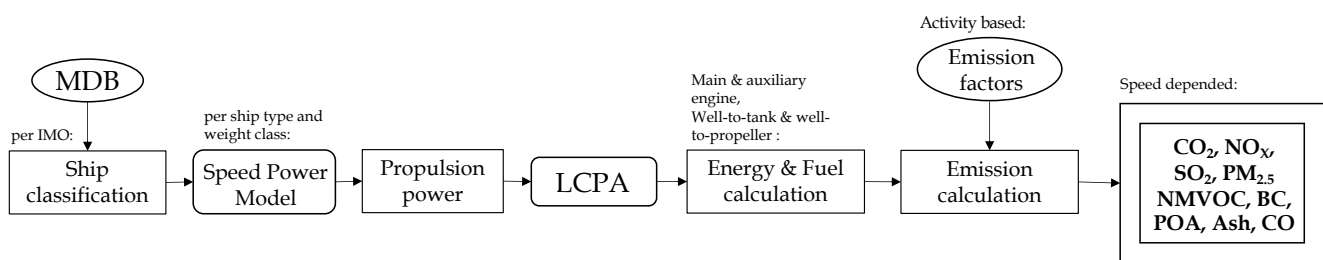 MDB
per IMO:
Ship
classification
per ship type and
weight class:
Speed Power
Model
Propulsion
power
LCPA
Main & auxiliary
engine,
Well-to-tank & well-
to-propeller :
Energy & Fuel
calculation
Activity based:
Emission
factors
Emission
calculation
Speed depended:
CO₂, NOₓ,
SO₂, PM₂.₅
NMVOC, BC,
POA, Ash, CO